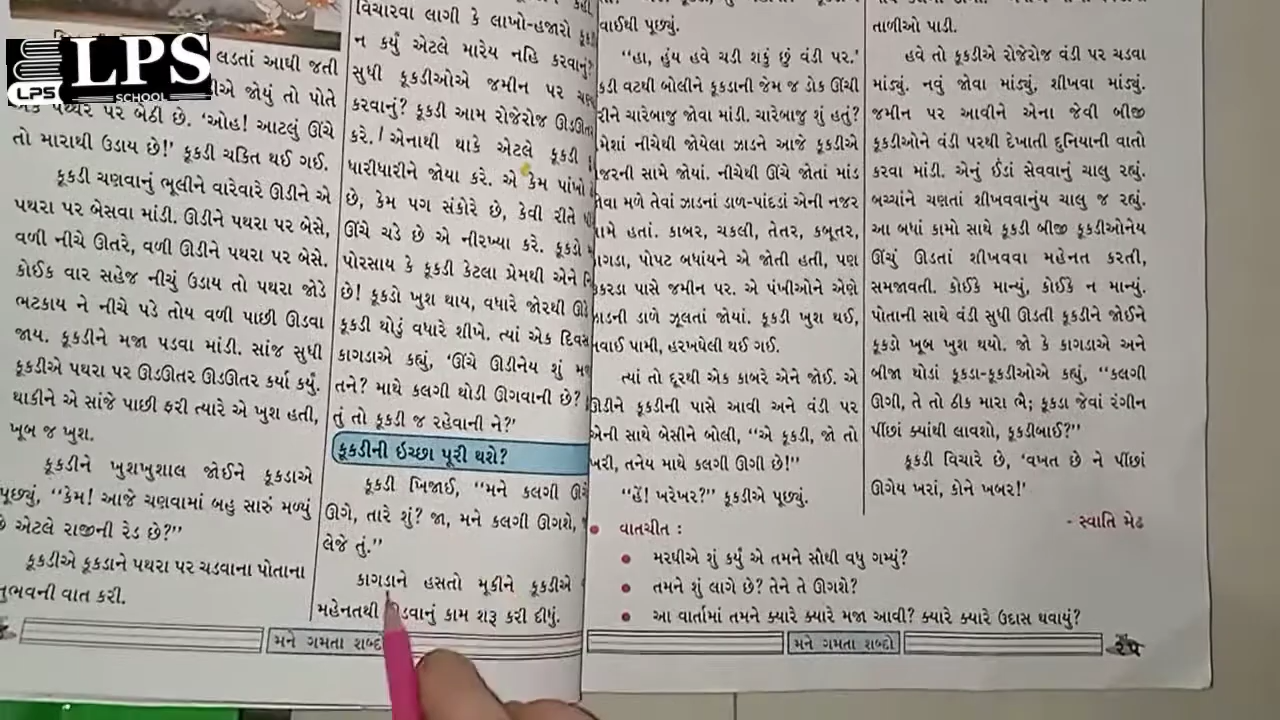 LPS
LPS
SCHOOL
લડતાં આઘી જતી
એ જોયું તો પોતે
પથ્થર પર બેઠી છે. ‘ઓહ! આટલું ઊંચે
તો મારાથી ઉડાય છે!’ કૂકડી ચકિત થઈ ગઈ.
કૂકડી ચણવાનું ભૂલીને વારેવારે ઊડીને એ
પથરા પર બેસવા માંડી. ઊડીને પથરા પર બેસે,
વળી નીચે ઊતરે, વળી ઊડીને પથરા પર બેસે.
કોઈક વાર સહેજ નીચું ઉડાય તો પથરા જોડે
ભટકાય ને નીચે પડે તોય વળી પાછી ઊડવા
જાય. કૂકડીને મજા પડવા માંડી. સાંજ સુધી
કૂકડીએ પથરા પર ઊડઊતર ઊડઊતર કર્યા કર્યું.
થાકીને એ સાંજે પાછી ફરી ત્યારે એ ખુશ હતી,
ખૂબ જ ખુશ.
કૂકડીને ખુશખુશાલ જોઈને કૂકડાએ
પૂછ્યું, “કેમ! આજે ચણવામાં બહુ સારું મળ્યું
છે એટલે રાજીની રેડ છે?”
કૂકડીએ કૂકડાને પથરા પર ચડવાના પોતાના
નુભવની વાત કરી.
વિચારવા લાગી કે લાખો-હજારો
ન કર્યું એટલે મારેય નહિ કરવાનું?
સુધી કૂકડીઓએ જમીન પર
કરવાનું? કૂકડી આમ રોજેરોજ ઊડઊતર
કરે. ! એનાથી થાકે એટલે કૂકડી
ધારીધારીને જોયા કરે. એ કેમ પાંખો
છે, કેમ પગ સંકોરે છે, કેવી રીતે
ઊંચે ચડે છે એ નીરખ્યા કરે. કૂકડો
પોરસાય કે કૂકડી કેટલા પ્રેમથી એને
છે! કૂકડો ખુશ થાય, વધારે જોરથી ઊડે
કૂકડી થોડું વધારે શીખે. ત્યાં એક દિવસ
કાગડાએ કહ્યું, ‘ઊંચે ઊડીનેય શું
તને? માથે કલગી થોડી ઊગવાની છે?
તું તો કૂકડી જ રહેવાની ને?’
કૂકડીની ઇચ્છા પૂરી થશે?
કૂકડી ખિજાઈ, “મને કલગી
ઊગે, તારે શું? જા, મને કલગી ઊગશે,
લેજે તું.”
કાગડાને હસતો મૂકીને કૂકડીએ
મહેનતથી ઊડવાનું કામ શરૂ કરી દીધું.
મને ગમતા શબ્દો
વાઈથી પૂછ્યું.
“હા, હુંય હવે ચડી શકું છું વંડી પર.’
કડી વટથી બોલીને કૂકડાની જેમ જ ડોક ઊંચી
રીને ચારેબાજુ જોવા માંડી. ચારેબાજુ શું હતું?
મેશાં નીચેથી જોયેલા ઝાડને આજે કૂકડીએ
જરની સામે જોયાં. નીચેથી ઊંચે જોતાં માંડ
વા મળે તેવાં ઝાડનાં ડાળ-પાંદડાં એની નજર
ામે હતાં. કાબર, ચકલી, તેતર, કબૂતર,
ાગડા, પોપટ બધાંયને એ જોતી હતી, પણ
કરડા પાસે જમીન પર. એ પંખીઓને એણે
ાડની ડાળે ઝૂલતાં જોયાં. કૂકડી ખુશ થઈ,
વાઈ પામી, હરખઘેલી થઈ ગઈ.
ત્યાં તો દૂરથી એક કાબરે એને જોઈ. એ
ઊડીને કૂકડીની પાસે આવી અને વંડી પર
એની સાથે બેસીને બોલી, “એ કૂકડી, જો તો
ખરી, તનેય માથે કલગી ઊગી છે!”
“હેં! ખરેખર?” કૂકડીએ પૂછ્યું.
તાળીઓ પાડી.
હવે તો કૂકડીએ રોજેરોજ વંડી પર ચડવા
માંડ્યું. નવું જોવા માંડ્યું, શીખવા માંડ્યું.
જમીન પર આવીને એના જેવી બીજી
કૂકડીઓને વંડી પરથી દેખાતી દુનિયાની વાતો
કરવા માંડી. એનું ઈંડાં સેવવાનું ચાલુ રહ્યું.
બચ્ચાંને ચણતાં શીખવવાનુંય ચાલુ જ રહ્યું.
આ બધાં કામો સાથે કૂકડી બીજી કૂકડીઓનેય
ઊંચું ઊડતાં શીખવવા મહેનત કરતી,
સમજાવતી. કોઈકે માન્યું, કોઈકે ન માન્યું.
પોતાની સાથે વંડી સુધી ઊડતી કૂકડીને જોઈને
કૂકડો ખૂબ ખુશ થયો. જો કે કાગડાએ અને
બીજા થોડાં કૂકડા-કૂકડીઓએ કહ્યું, “કલગી
ઊગી, તે તો ઠીક મારા ભૈ; કૂકડા જેવાં રંગીન
પીંછાં ક્યાંથી લાવશો, કૂકડીબાઈ?”
કૂકડી વિચારે છે, ‘વખત છે ને પીંછાં
ઊગેય ખરાં, કોને ખબર!’
- સ્વાતિ મેઢ
• વાતચીત :
• મરઘીએ શું કર્યું એ તમને સૌથી વધુ ગમ્યું?
• તમને શું લાગે છે? તેને તે ઊગશે?
• આ વાર્તામાં તમને ક્યારે ક્યારે મજા આવી? ક્યારે ક્યારે ઉદાસ થવાયું?
મને ગમતા શબ્દો
૨૫